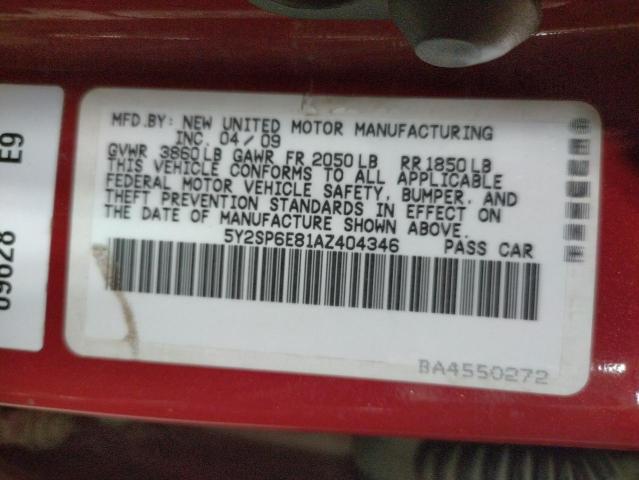 MFD.BY: NEW UNITED MOTOR MANUFACTURING
INC. 04/09
GVWR 3860LB GAWR FR 2050LB RR1850LB
THIS VEHICLE CONFORMS TO ALL APPLICABLE
FEDERAL MOTOR VEHICLE SAFETY, BUMPER, AND
THEFT PREVENTION STANDARDS IN EFFECT ON
THE DATE OF MANUFACTURE SHOWN ABOVE.
5Y2SP6E81AZ404346 PASS CAR
BA4550272
E9